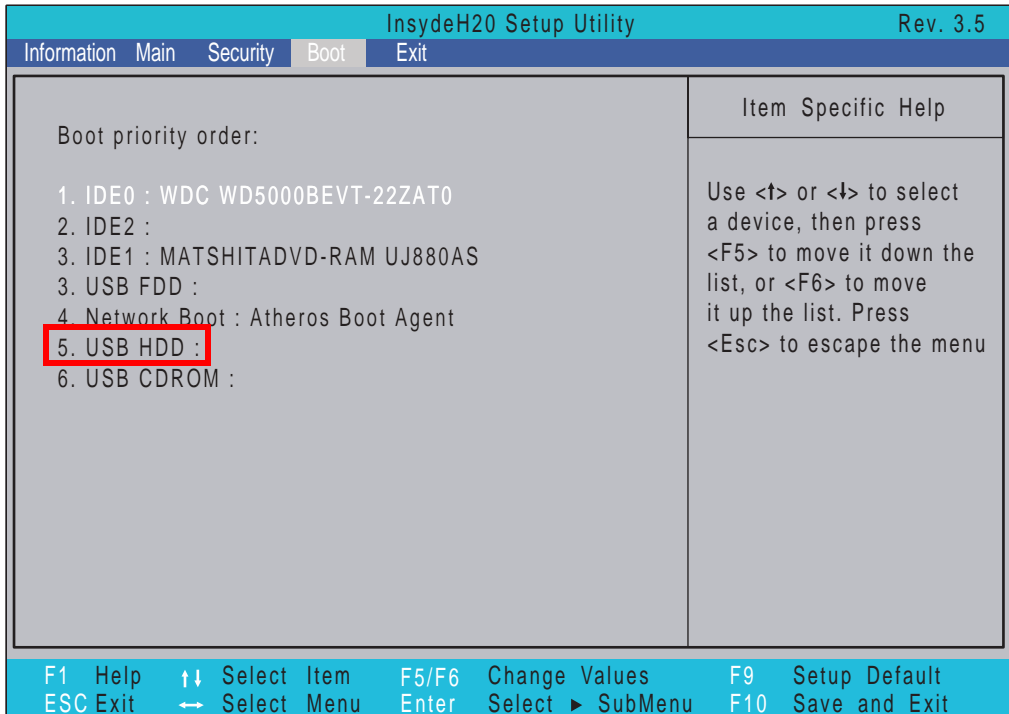 InsydeH20 Setup Utility Rev. 3.5
Information Main Security Boot Exit
Boot priority order:
1. IDE0 : WDC WD5000BEVT-22ZAT0
2. IDE2 :
3. IDE1 : MATSHITADVD-RAM UJ880AS
3. USB FDD :
4. Network Boot : Atheros Boot Agent
5. USB HDD :
6. USB CDROM :
Item Specific Help
Use <↑> or <↓> to select
a device, then press
<F5> to move it down the
list, or <F6> to move
it up the list. Press
<Esc> to escape the menu
F1 Help ↑↓ Select Item F5/F6 Change Values F9 Setup Default
ESC Exit ↔ Select Menu Enter Select ► SubMenu F10 Save and Exit